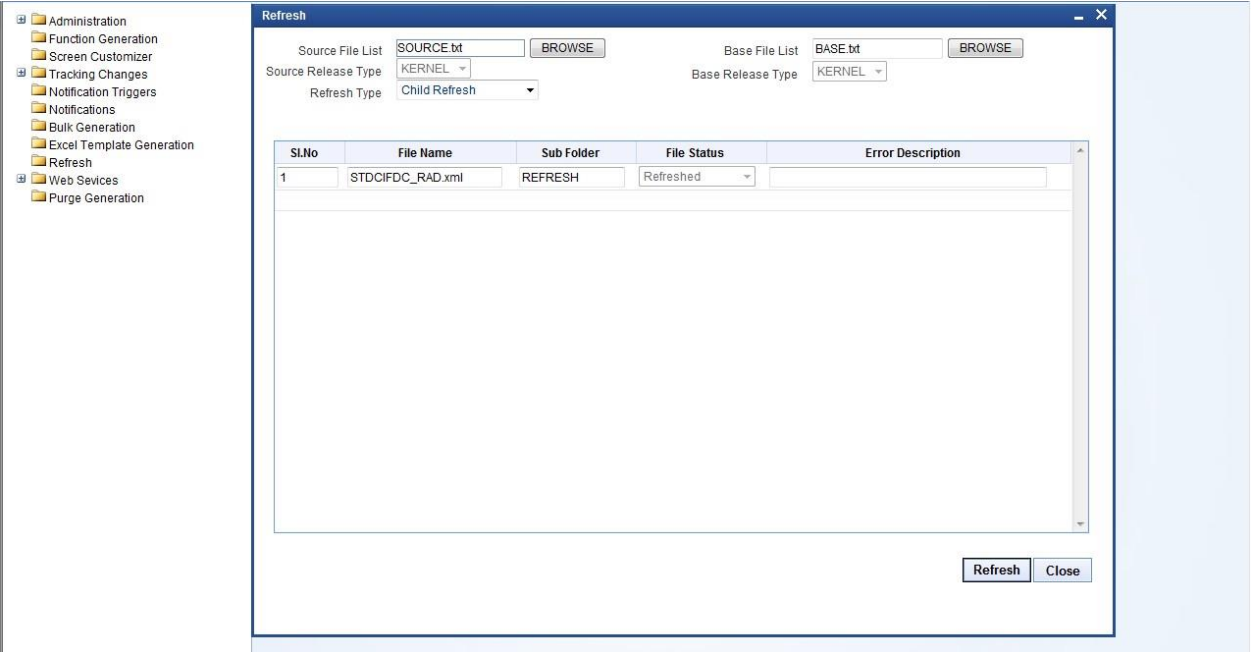 Administration
Function Generation
Screen Customizer
Tracking Changes
Notification Triggers
Notifications
Bulk Generation
Excel Template Generation
Refresh
Web Sevices
Purge Generation
Refresh
Source File List SOURCE.txt BROWSE Base File List BASE.txt BROWSE
Source Release Type KERNEL Base Release Type KERNEL
Refresh Type Child Refresh
Sl.No File Name Sub Folder File Status Error Description
1 STDCIFDC_RAD.xml REFRESH Refreshed
Refresh Close